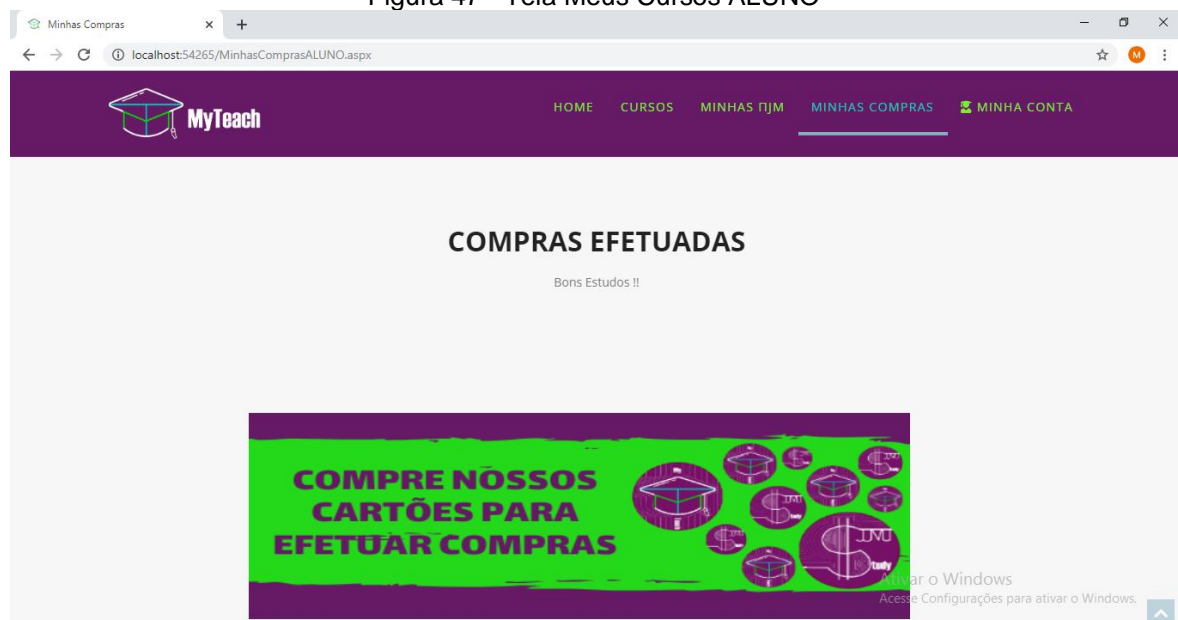 Figura 47 - Tela Meus Cursos ALUNO
Minhas Compras
localhost:54265/MinhasComprasALUNO.aspx
M
MyTeach
HOME CURSOS MINHAS ПJM MINHAS COMPRAS MINHA CONTA
COMPRAS EFETUADAS
Bons Estudos !!
COMPRE NOSSOS
CARTÕES PARA
EFETUAR COMPRAS
tudy
Ativar o Windows
Acesse Configurações para ativar o Windows.